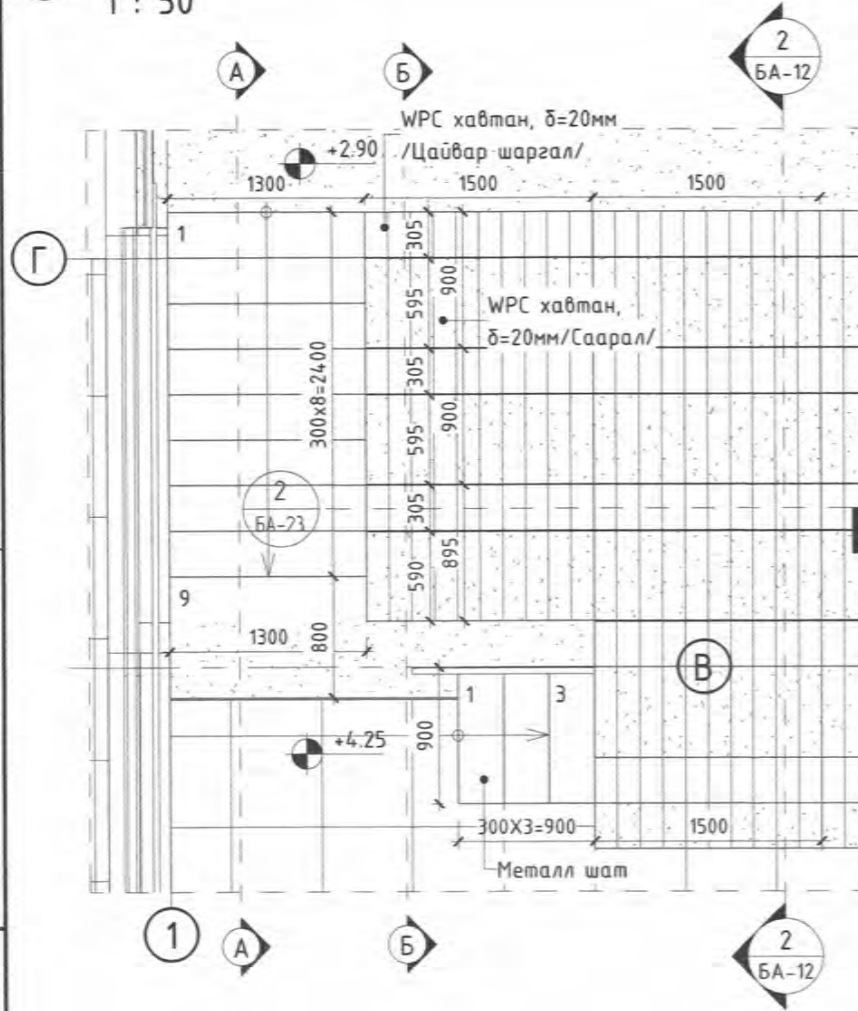 1 : 50
А
Б
2
БА-12
WPC хавтан, δ=20мм
/Цайвар шаргал/
+2.90
1300
1500
1500
Г
1
305
900
595
WPC хавтан,
δ=20мм/Саарал/
300x8=2400
305
900
595
2
БА-23
305
895
590
9
1300
800
В
1
3
+4.25
900
300X3=900
1500
Металл шат
1
А
Б
2
БА-12